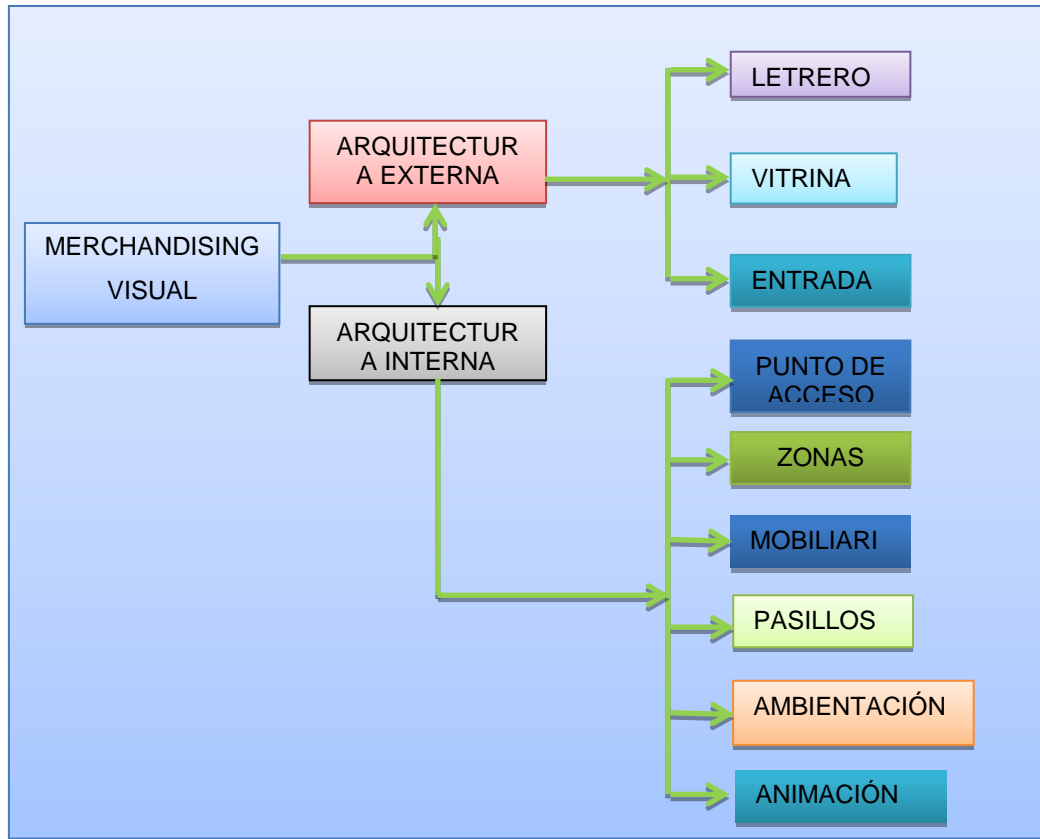 MERCHANDISING
VISUAL
ARQUITECTUR
A EXTERNA
ARQUITECTUR
A INTERNA
LETRERO
VITRINA
ENTRADA
PUNTO DE
ACCESO
ZONAS
MOBILIARI
PASILLOS
AMBIENTACIÓN
ANIMACIÓN